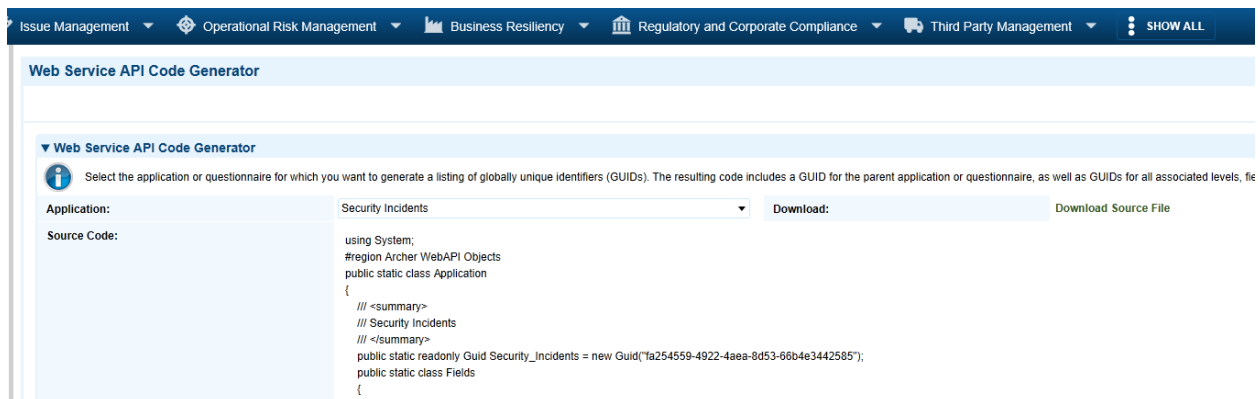 Issue Management Operational Risk Management Business Resiliency Regulatory and Corporate Compliance Third Party Management SHOW ALL
Web Service API Code Generator
Web Service API Code Generator
Select the application or questionnaire for which you want to generate a listing of globally unique identifiers (GUIDs). The resulting code includes a GUID for the parent application or questionnaire, as well as GUIDs for all associated levels, fie
Application: Security Incidents Download: Download Source File
Source Code:
using System;
#region Archer WebAPI Objects
public static class Application
{
/// <summary>
/// Security Incidents
/// </summary>
public static readonly Guid Security_Incidents = new Guid("fa254559-4922-4aea-8d53-66b4e3442585");
public static class Fields
{